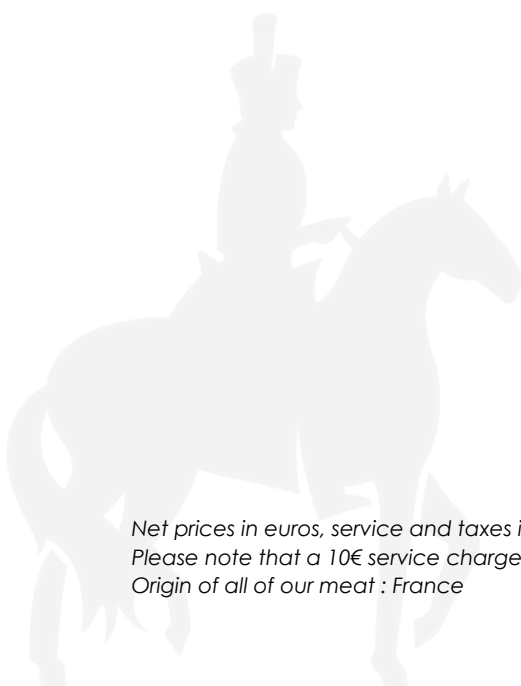 Net prices in euros, service and taxes
Please note that a 10€ service charge
Origin of all of our meat : France